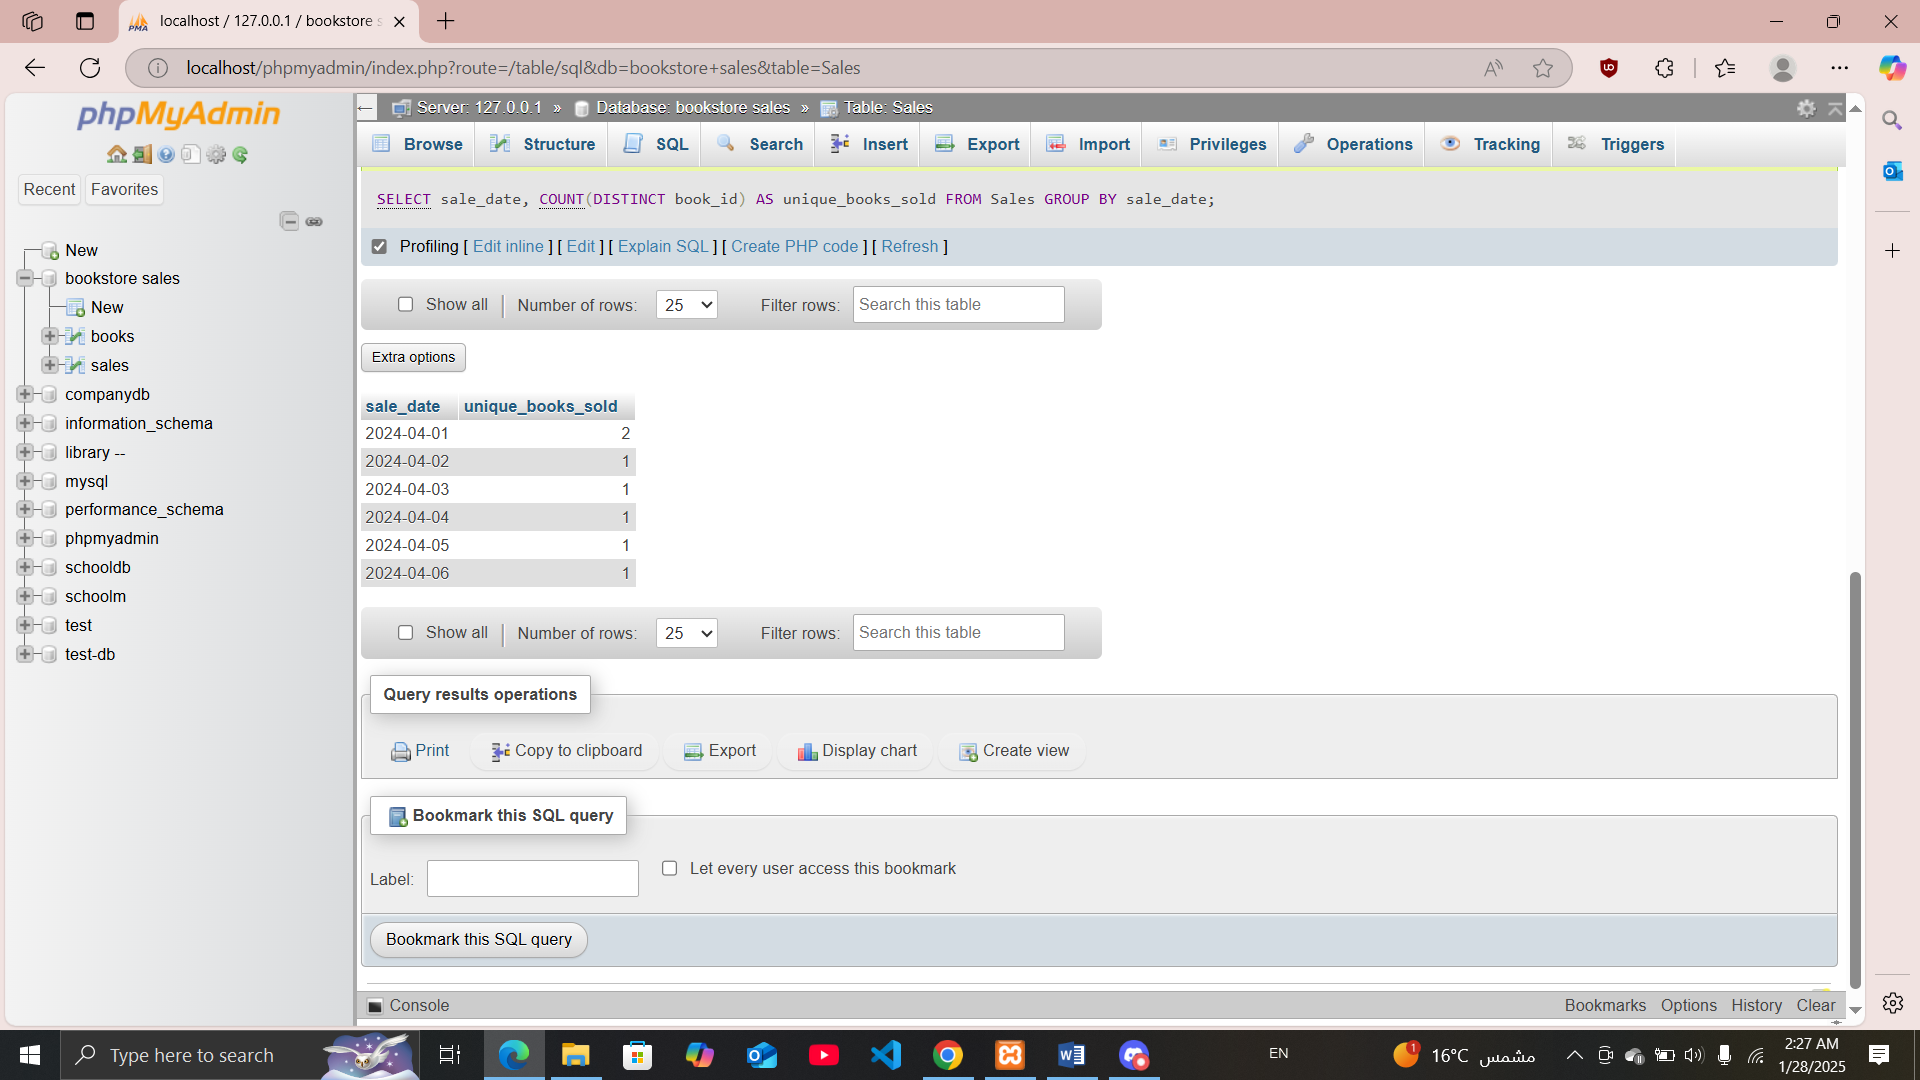 localhost / 127.0.0.1 / bookstore s
localhost/phpmyadmin/index.php?route=/table/sql&db=bookstore+sales&table=Sales
phpMyAdmin
Recent Favorites
New
bookstore sales
New
books
sales
companydb
information_schema
library --
mysql
performance_schema
phpmyadmin
schooldb
schoolm
test
test-db
Server: 127.0.0.1 » Database: bookstore sales » Table: Sales
Browse Structure SQL Search Insert Export Import Privileges Operations Tracking Triggers
SELECT sale_date, COUNT(DISTINCT book_id) AS unique_books_sold FROM Sales GROUP BY sale_date;
Profiling [ Edit inline ] [ Edit ] [ Explain SQL ] [ Create PHP code ] [ Refresh ]
Show all Number of rows: 25 Filter rows: Search this table
Extra options
sale_date unique_books_sold
2024-04-01 2
2024-04-02 1
2024-04-03 1
2024-04-04 1
2024-04-05 1
2024-04-06 1
Show all Number of rows: 25 Filter rows: Search this table
Query results operations
Print Copy to clipboard Export Display chart Create view
Bookmark this SQL query
Label: Let every user access this bookmark
Bookmark this SQL query
Console Bookmarks Options History Clear
Type here to search
EN
1
16°C مشمس
2:27 AM
1/28/2025